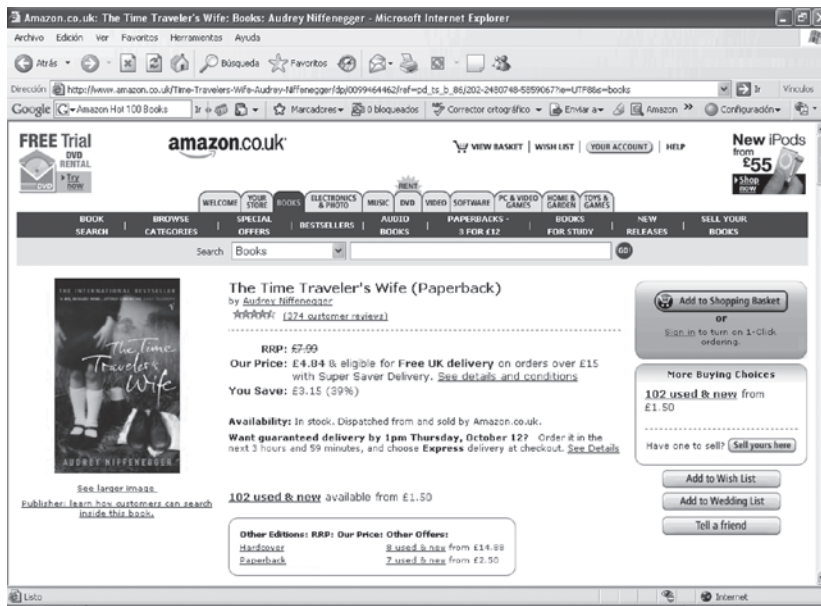 Amazon.co.uk: The Time Traveler's Wife: Books: Audrey Niffenegger - Microsoft Internet Explorer
Archivo Edición Ver Favoritos Herramientas Ayuda
Atrás Búsqueda Favoritos
Dirección http://www.amazon.co.uk/Time-Travelers-Wife-Audrey-Niffenegger/dp/0099464462/ref=pd_ts_b_86/202-2480748-5859067?ie=UTF8&s=books Ir Vínculos
Google Amazon Hot 100 Books Ir Marcadores 20 bloqueados Corrector ortográfico Enviar a Amazon » Configuración
FREE Trial
DVD
RENTAL
DVD
Try
now
amazon.co.uk
VIEW BASKET | WISH LIST | YOUR ACCOUNT | HELP
New iPods
from
£55
Shop
now
RENT
WELCOME YOUR STORE BOOKS ELECTRONICS & PHOTO MUSIC DVD VIDEO SOFTWARE PC & VIDEO GAMES HOME & GARDEN TOYS & GAMES
BOOK SEARCH | BROWSE CATEGORIES | SPECIAL OFFERS | BESTSELLERS | AUDIO BOOKS | PAPERBACKS - 3 FOR £12 | BOOKS FOR STUDY | NEW RELEASES | SELL YOUR BOOKS
Search Books GO!
THE INTERNATIONAL BESTSELLER
The Time
Traveler's
Wife
AUDREY NIFFENEGGER
See larger image
Publisher: learn how customers can search
inside this book.
The Time Traveler's Wife (Paperback)
by Audrey Niffenegger
(274 customer reviews)
RRP: £7.99
Our Price: £4.84 & eligible for Free UK delivery on orders over £15
with Super Saver Delivery. See details and conditions
You Save: £3.15 (39%)
Availability: In stock. Dispatched from and sold by Amazon.co.uk.
Want guaranteed delivery by 1pm Thursday, October 12? Order it in the
next 3 hours and 59 minutes, and choose Express delivery at checkout. See Details
102 used & new available from £1.50
Other Editions: RRP: Our Price: Other Offers:
Hardcover 8 used & new from £14.88
Paperback 7 used & new from £2.50
Add to Shopping Basket
or
Sign in to turn on 1-Click
ordering.
More Buying Choices
102 used & new from
£1.50
Have one to sell? Sell yours here
Add to Wish List
Add to Wedding List
Tell a friend
Listo Internet